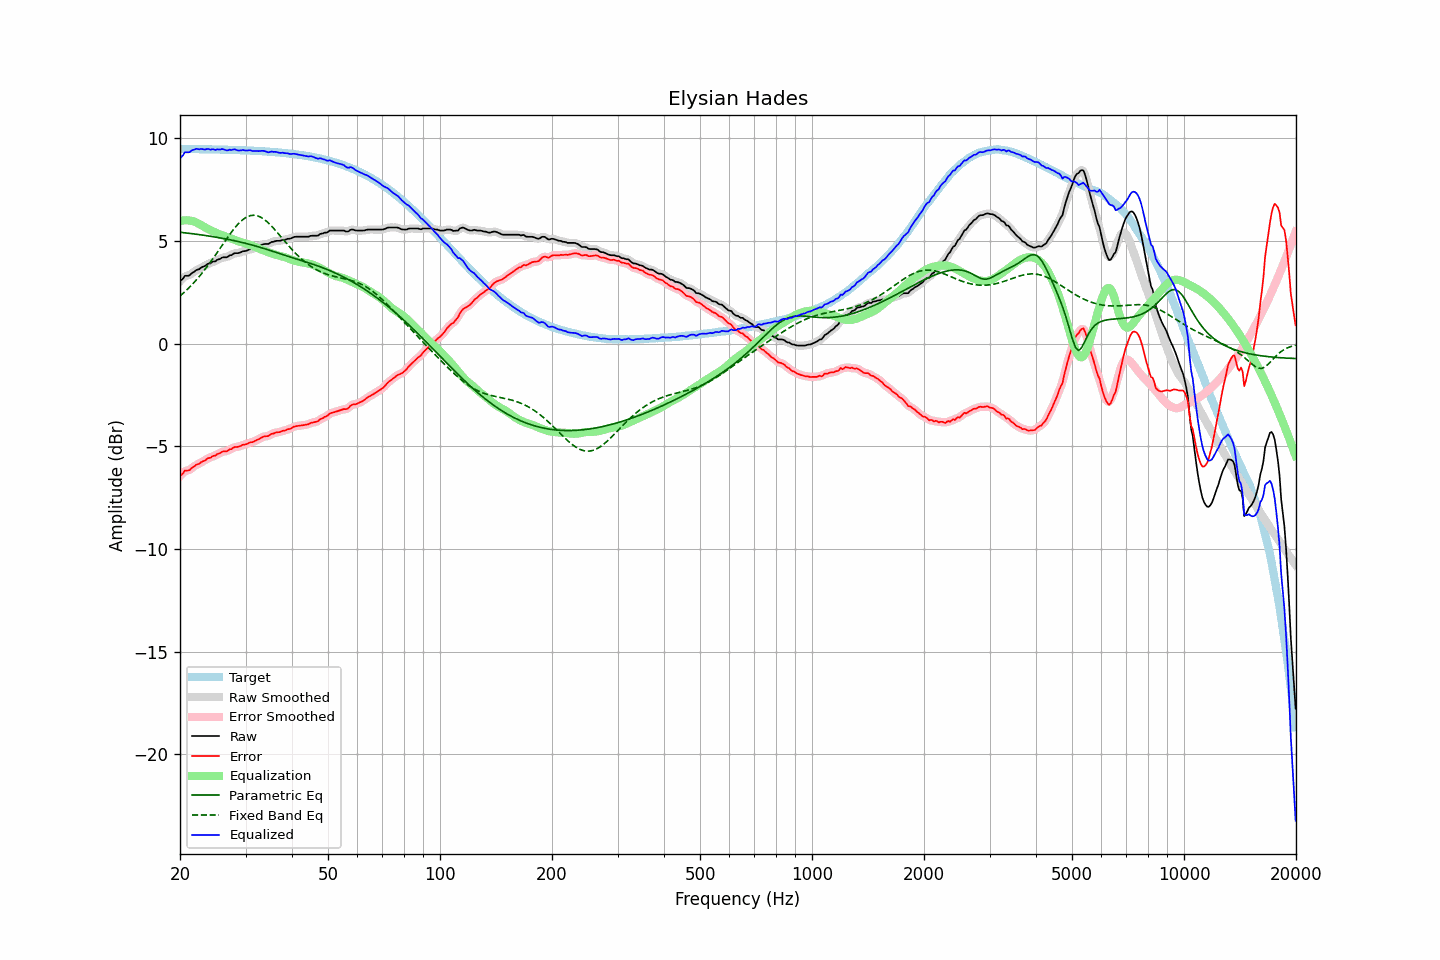 Elysian Hades
Amplitude (dBr)
10
5
0
−5
−10
−15
−20
Target
Raw Smoothed
Error Smoothed
Raw
Error
Equalization
Parametric Eq
Fixed Band Eq
Equalized
20 50 100 200 500 1000 2000 5000 10000 20000
Frequency (Hz)